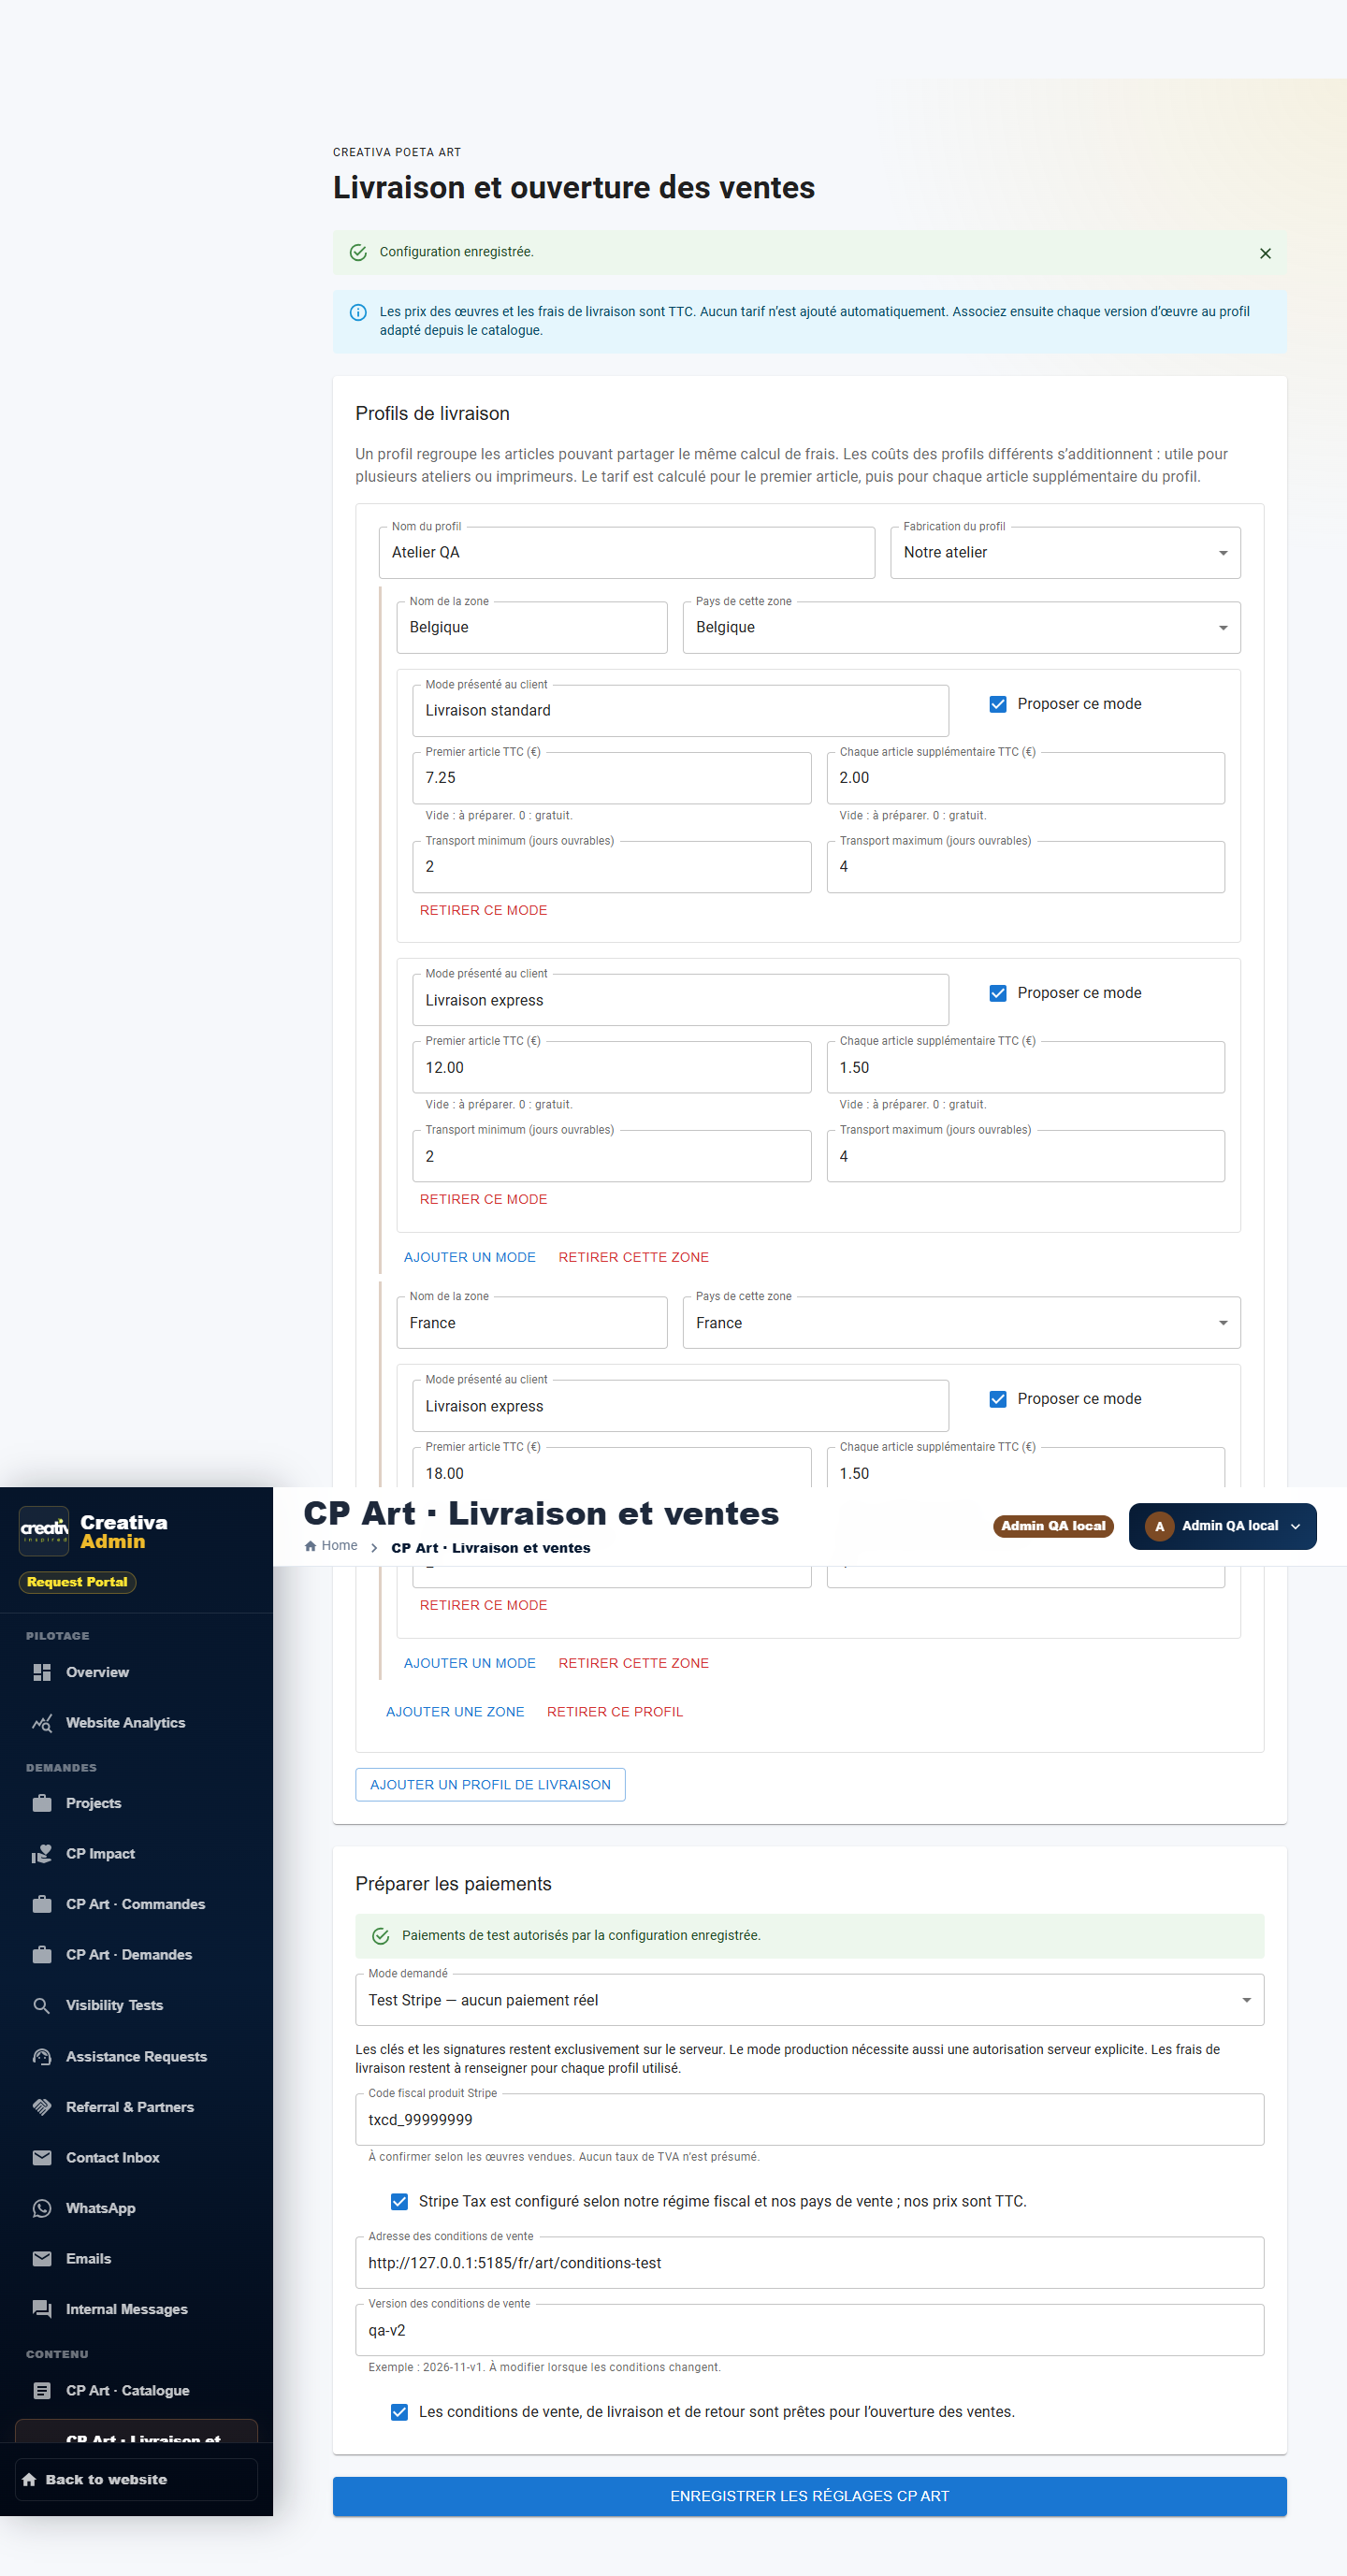 CREATIVA POETA ART
Livraison et ouverture des ventes
Configuration enregistrée.
Les prix des œuvres et les frais de livraison sont TTC. Aucun tarif n’est ajouté automatiquement. Associez ensuite chaque version d’œuvre au profil
adapté depuis le catalogue.
Profils de livraison
Un profil regroupe les articles pouvant partager le même calcul de frais. Les coûts des profils différents s’additionnent : utile pour
plusieurs ateliers ou imprimeurs. Le tarif est calculé pour le premier article, puis pour chaque article supplémentaire du profil.
Nom du profil
Atelier QA
Fabrication du profil
Notre atelier
Nom de la zone
Belgique
Pays de cette zone
Belgique
Mode présenté au client
Livraison standard
Proposer ce mode
Premier article TTC (€)
7.25
Vide : à préparer. 0 : gratuit.
Chaque article supplémentaire TTC (€)
2.00
Vide : à préparer. 0 : gratuit.
Transport minimum (jours ouvrables)
2
Transport maximum (jours ouvrables)
4
RETIRER CE MODE
Mode présenté au client
Livraison express
Proposer ce mode
Premier article TTC (€)
12.00
Vide : à préparer. 0 : gratuit.
Chaque article supplémentaire TTC (€)
1.50
Vide : à préparer. 0 : gratuit.
Transport minimum (jours ouvrables)
2
Transport maximum (jours ouvrables)
4
RETIRER CE MODE
AJOUTER UN MODE
RETIRER CETTE ZONE
Nom de la zone
France
Pays de cette zone
France
Mode présenté au client
Livraison express
Proposer ce mode
Premier article TTC (€)
18.00
Chaque article supplémentaire TTC (€)
1.50
creativ
inspired
Creativa
Admin
Request Portal
CP Art · Livraison et ventes
Home
CP Art · Livraison et ventes
Admin QA local
A
Admin QA local
RETIRER CE MODE
AJOUTER UN MODE
RETIRER CETTE ZONE
AJOUTER UNE ZONE
RETIRER CE PROFIL
AJOUTER UN PROFIL DE LIVRAISON
PILOTAGE
Overview
Website Analytics
DEMANDES
Projects
CP Impact
CP Art · Commandes
CP Art · Demandes
Visibility Tests
Assistance Requests
Referral & Partners
Contact Inbox
WhatsApp
Emails
Internal Messages
CONTENU
CP Art · Catalogue
CP Art · Livraison et
Back to website
Préparer les paiements
Paiements de test autorisés par la configuration enregistrée.
Mode demandé
Test Stripe — aucun paiement réel
Les clés et les signatures restent exclusivement sur le serveur. Le mode production nécessite aussi une autorisation serveur explicite. Les frais de
livraison restent à renseigner pour chaque profil utilisé.
Code fiscal produit Stripe
txcd_99999999
À confirmer selon les œuvres vendues. Aucun taux de TVA n'est présumé.
Stripe Tax est configuré selon notre régime fiscal et nos pays de vente ; nos prix sont TTC.
Adresse des conditions de vente
http://127.0.0.1:5185/fr/art/conditions-test
Version des conditions de vente
qa-v2
Exemple : 2026-11-v1. À modifier lorsque les conditions changent.
Les conditions de vente, de livraison et de retour sont prêtes pour l’ouverture des ventes.
ENREGISTRER LES RÉGLAGES CP ART